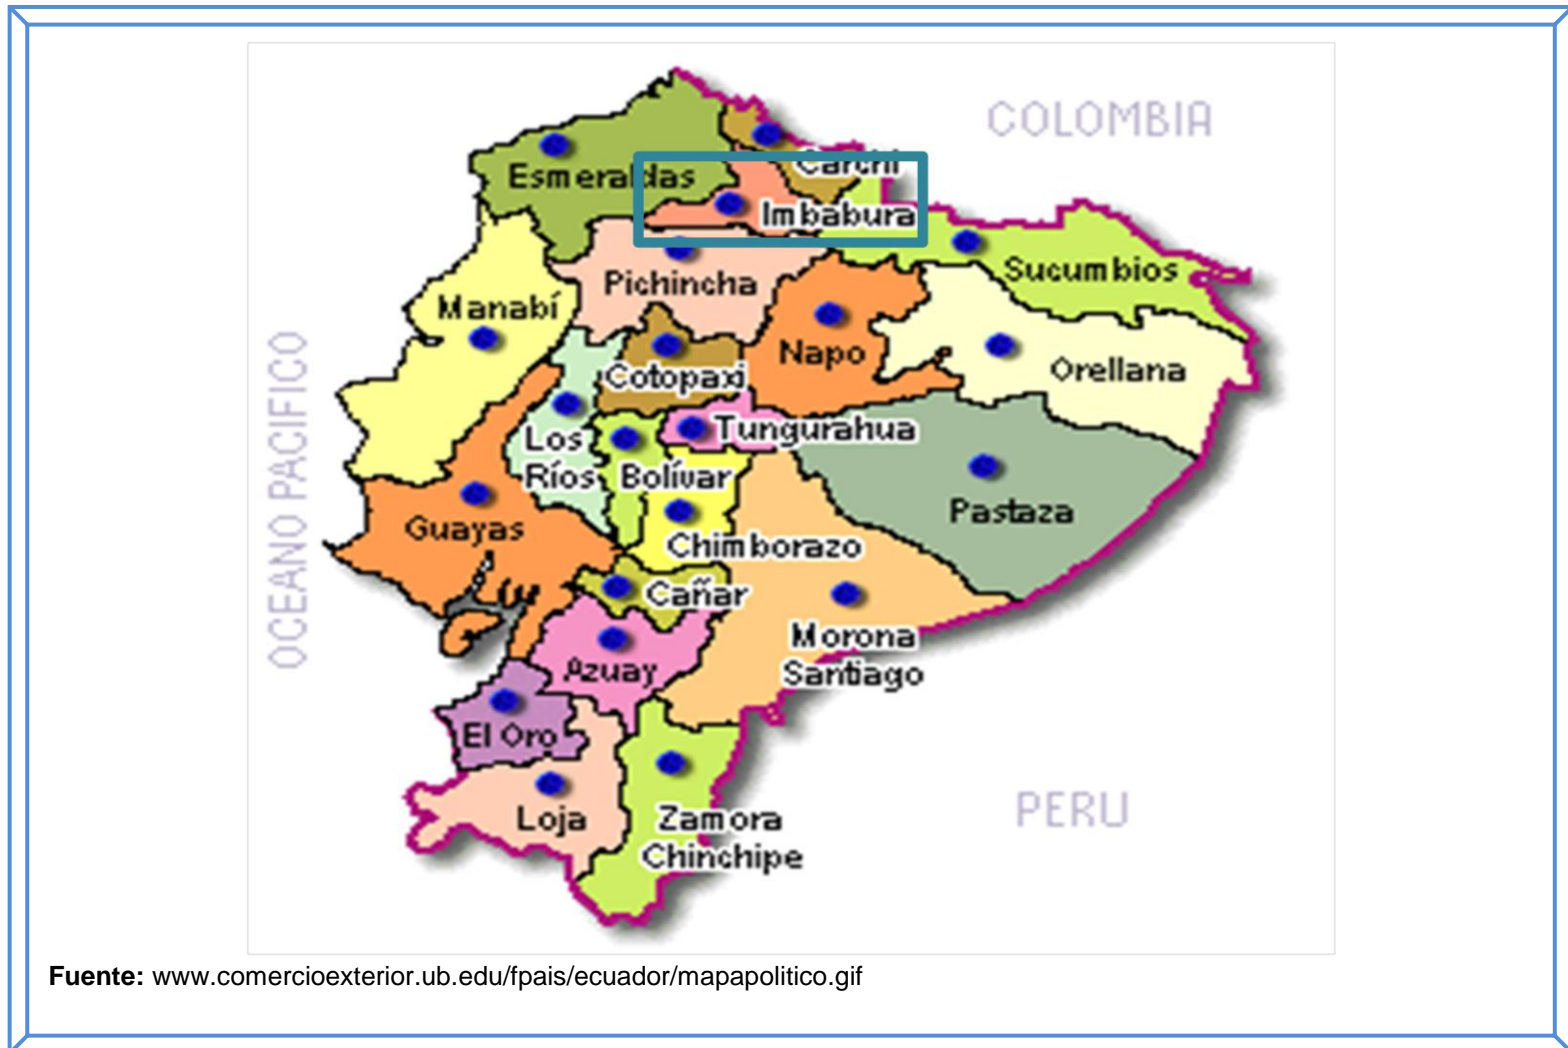 COLOMBIA
Carchi
Esmeraldas
Imbabura
Sucumbios
Pichincha
Manabí
OCEANO PACIFICO
Napo
Orellana
Cotopaxi
Tungurahua
Los
Ríos
Bolívar
Pastaza
Guayas
Chimborazo
Cañar
Morona
Santiago
Azuay
El Oro
PERU
Loja
Zamora
Chinchipe
Fuente: www.comercioexterior.ub.edu/fpais/ecuador/mapapolitico.gif